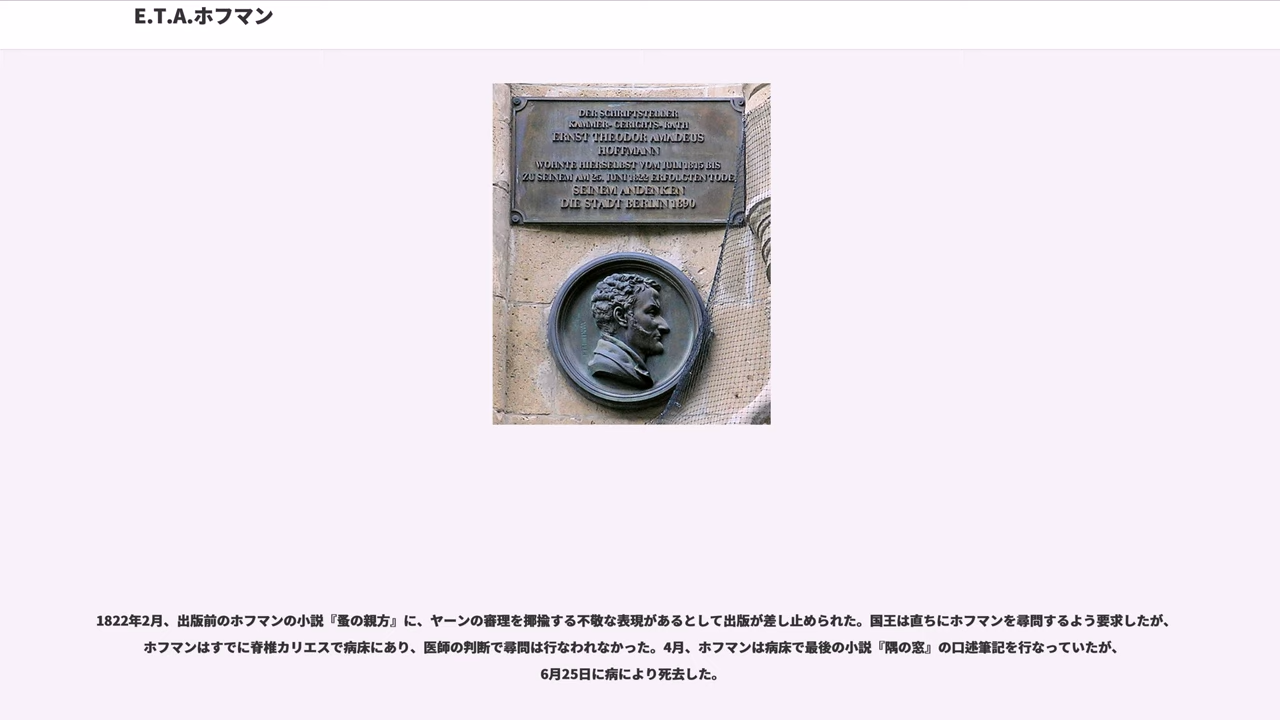 E.T.A.ホフマン
DER SCHRIFTSTELLER
KAMMER-GERICHTS-RATH
ERNST THEODOR AMADEUS
HOFFMANN
WOHNTE HIERSELBST VOM JULI 1815 BIS
ZU SEINEM AM 25. JUNI 1822 ERFOLGTEN TODE
SEINEM ANDENKEN
DIE STADT BERLIN 1890
1822年2月、出版前のホフマンの小説『蚤の親方』に、ヤーンの審理を揶揄する不敬な表現があるとして出版が差し止められた。国王は直ちにホフマンを尋問するよう要求したが、
ホフマンはすでに脊椎カリエスで病床にあり、医師の判断で尋問は行なわれなかった。4月、ホフマンは病床で最後の小説『隅の窓』の口述筆記を行なっていたが、
6月25日に病により死去した。